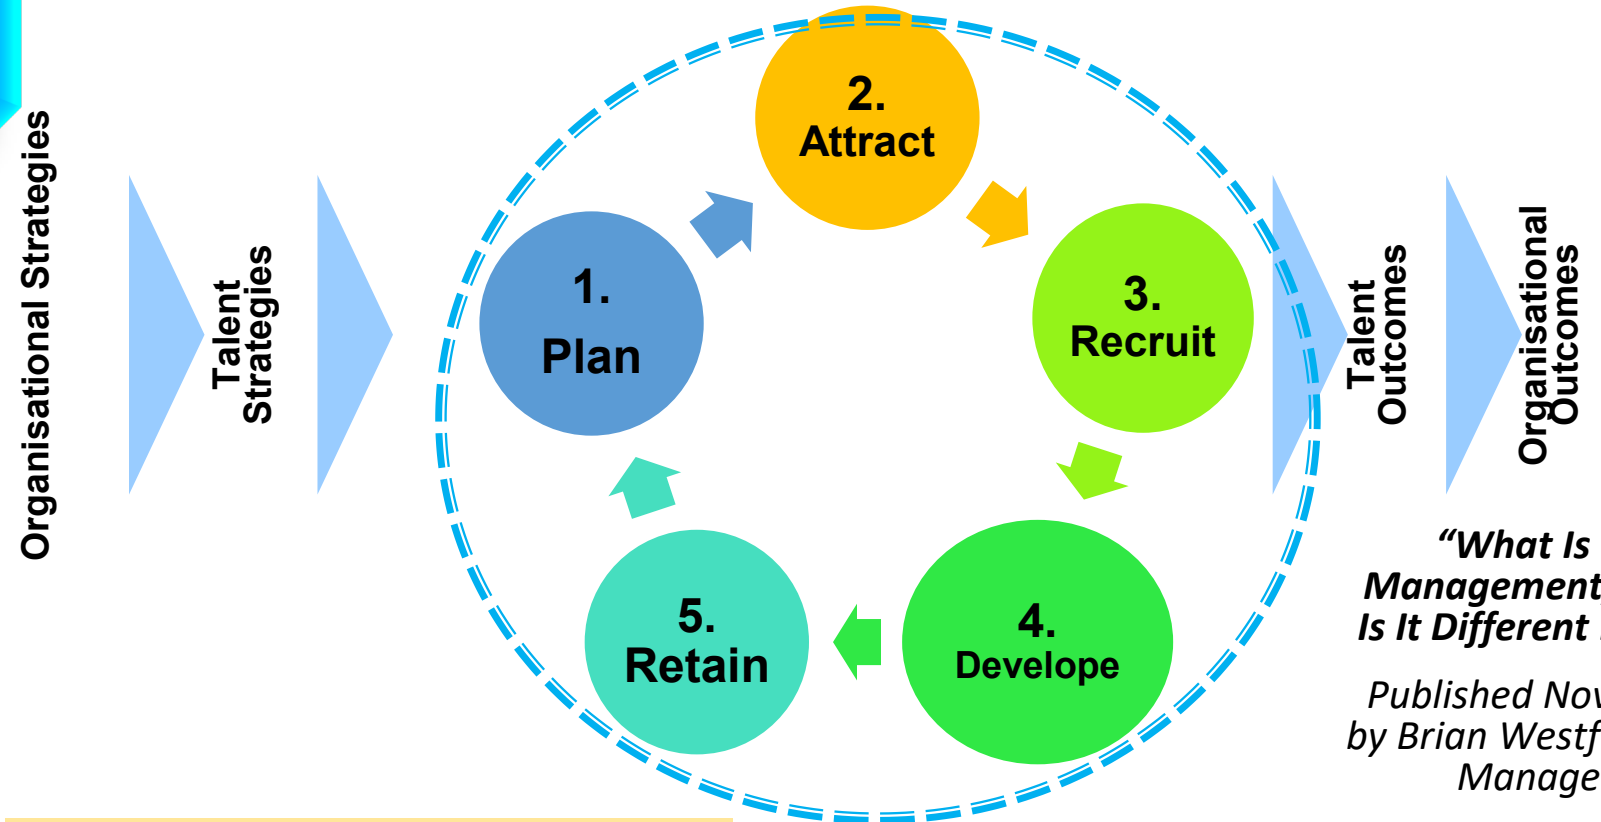 Organisational Strategies
Talent
Strategies
1.
Plan
2.
Attract
3.
Recruit
4.
Develope
5.
Retain
Talent
Outcomes
Organisational
Outcomes
“What Is
Management,
Is It Different
Published Nov
by Brian Westf
Manage